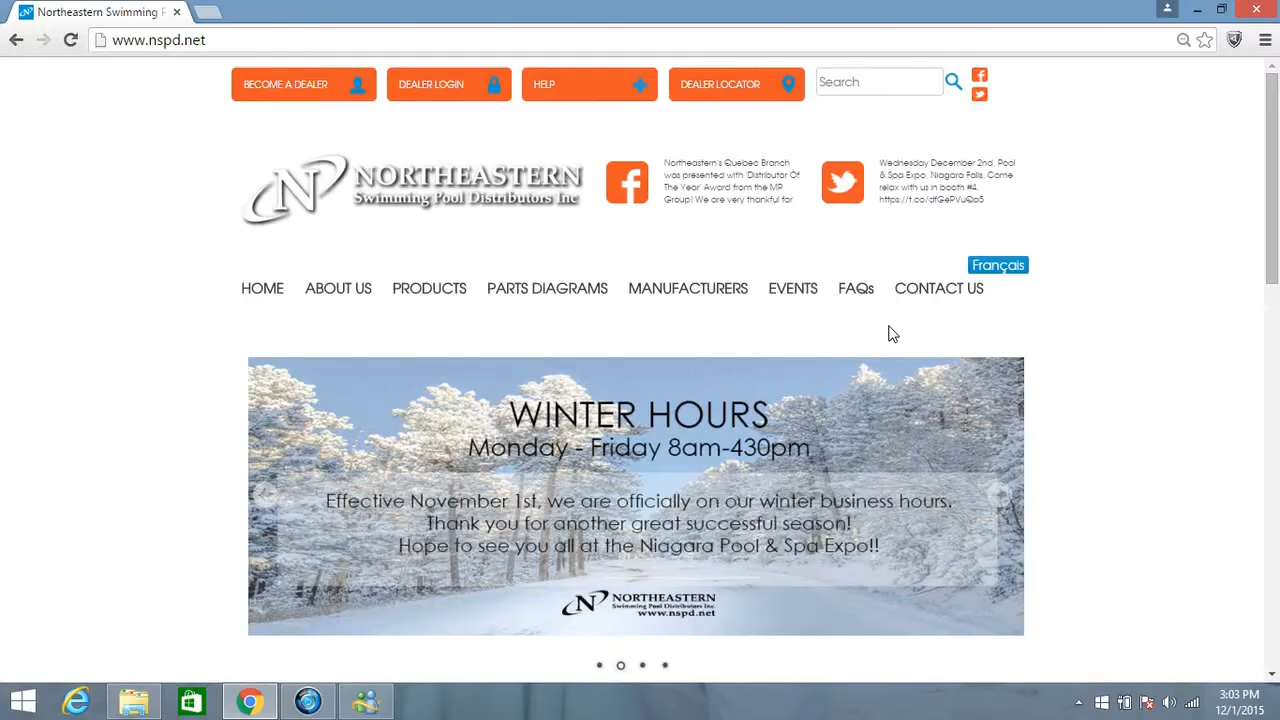 Northeastern Swimming P
www.nspd.net
BECOME A DEALER
DEALER LOGIN
HELP
DEALER LOCATOR
Search
N NORTHEASTERN
Swimming Pool Distributors Inc
Northeastern's Quebec Branch
was presented with 'Distributor Of
The Year' Award from the MP
Group! We are very thankful for
Wednesday December 2nd, Pool
& Spa Expo, Niagara Falls. Come
relax with us in booth #4.
https://t.co/dfGePVuQo5
Français
HOME
ABOUT US
PRODUCTS
PARTS DIAGRAMS
MANUFACTURERS
EVENTS
FAQs
CONTACT US
WINTER HOURS
Monday - Friday 8am-430pm
Effective November 1st, we are officially on our winter business hours.
Thank you for another great successful season!
Hope to see you all at the Niagara Pool & Spa Expo!!
N NORTHEASTERN
Swimming Pool Distributors Inc.
www.nspd.net
3:03 PM
12/1/2015